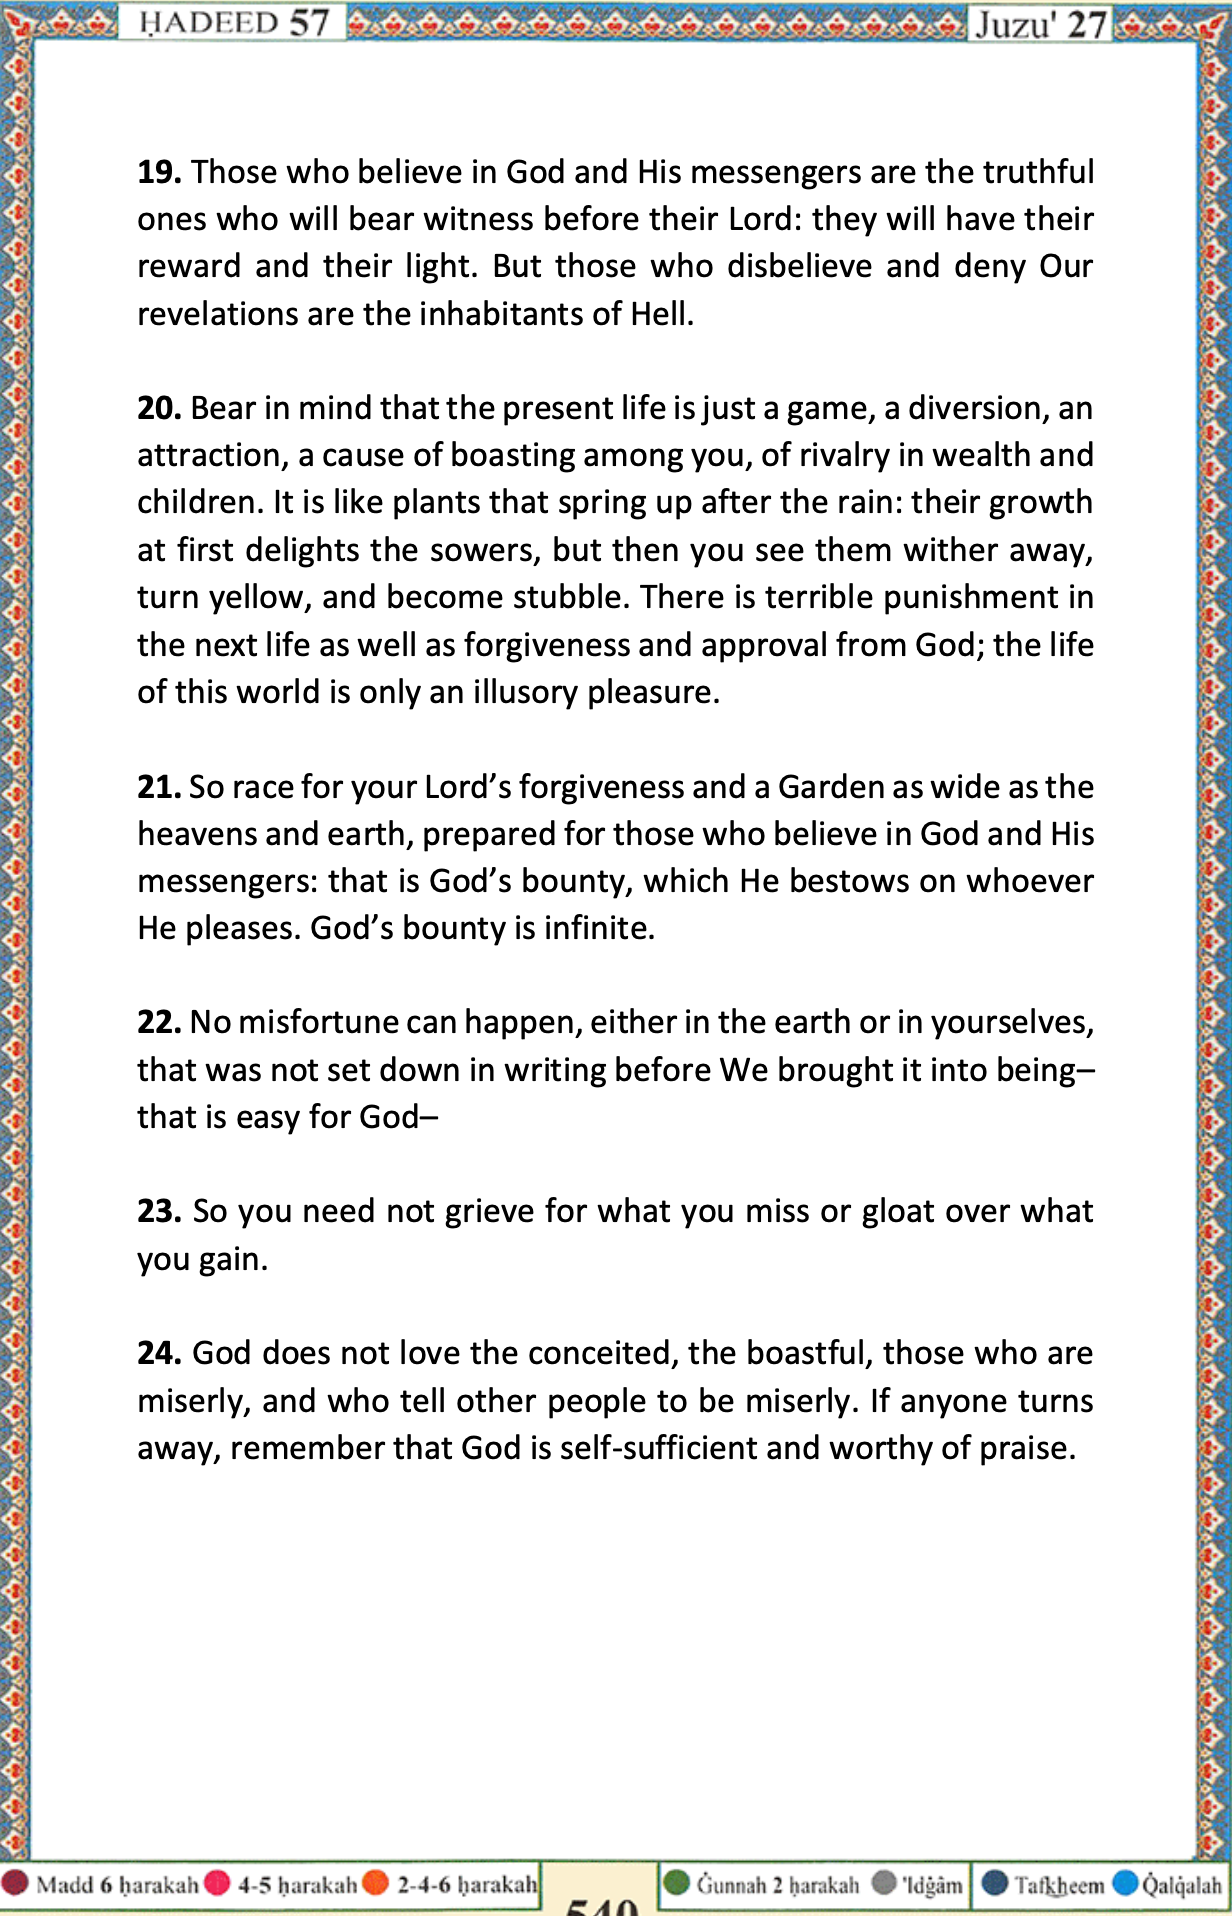 ḤADEED 57
Juzu' 27
19. Those who believe in God and His messengers are the truthful
ones who will bear witness before their Lord: they will have their
reward and their light. But those who disbelieve and deny Our
revelations are the inhabitants of Hell.
20. Bear in mind that the present life is just a game, a diversion, an
attraction, a cause of boasting among you, of rivalry in wealth and
children. It is like plants that spring up after the rain: their growth
at first delights the sowers, but then you see them wither away,
turn yellow, and become stubble. There is terrible punishment in
the next life as well as forgiveness and approval from God; the life
of this world is only an illusory pleasure.
21. So race for your Lord’s forgiveness and a Garden as wide as the
heavens and earth, prepared for those who believe in God and His
messengers: that is God’s bounty, which He bestows on whoever
He pleases. God’s bounty is infinite.
22. No misfortune can happen, either in the earth or in yourselves,
that was not set down in writing before We brought it into being–
that is easy for God–
23. So you need not grieve for what you miss or gloat over what
you gain.
24. God does not love the conceited, the boastful, those who are
miserly, and who tell other people to be miserly. If anyone turns
away, remember that God is self-sufficient and worthy of praise.
Madd 6 ḥarakah 4-5 ḥarakah 2-4-6 ḥarakah
540
Ġunnah 2 ḥarakah 'Idġâm Tafkheem Q̇alq̇alah